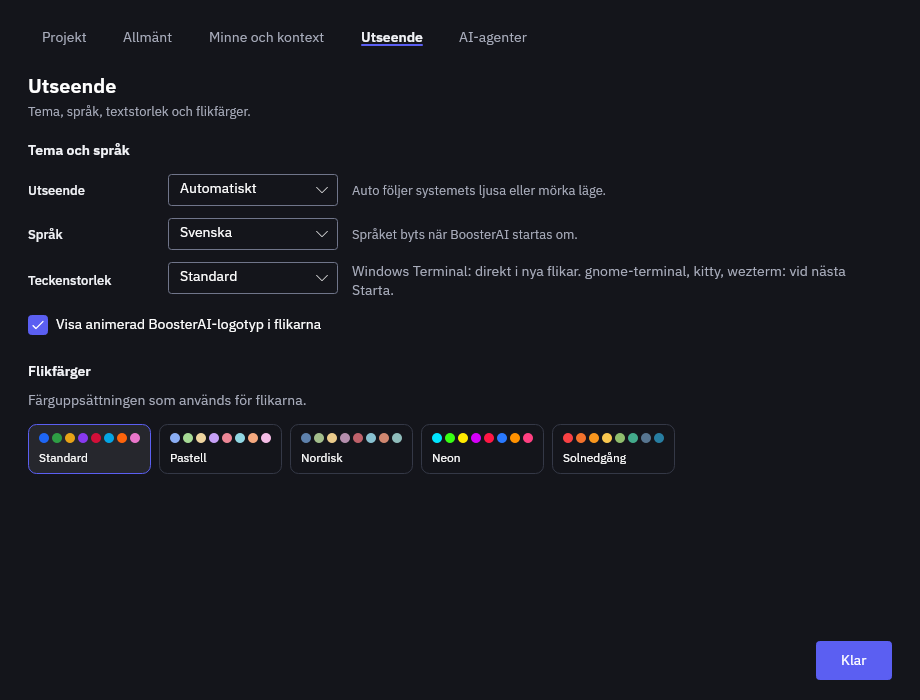 Projekt
Allmänt
Minne och kontext
Utseende
AI-agenter
Utseende
Tema, språk, textstorlek och flikfärger.
Tema och språk
Utseende
Automatiskt
Auto följer systemets ljusa eller mörka läge.
Språk
Svenska
Språket byts när BoosterAI startas om.
Teckenstorlek
Standard
Windows Terminal: direkt i nya flikar. gnome-terminal, kitty, wezterm: vid nästa
Starta.
Visa animerad BoosterAI-logotyp i flikarna
Flikfärger
Färguppsättningen som används för flikarna.
Standard
Pastell
Nordisk
Neon
Solnedgång
Klar